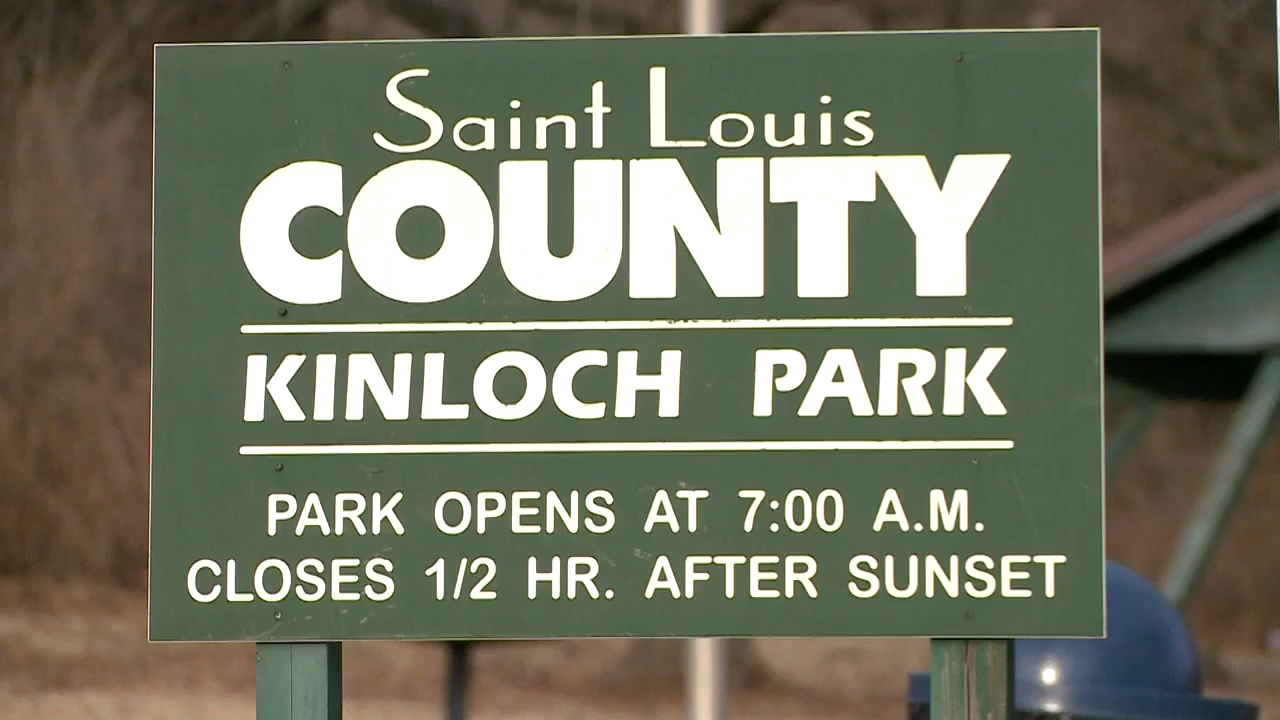 Saint Louis
COUNTY
KINLOCH PARK
PARK OPENS AT 7:00 A.M.
CLOSES 1/2 HR. AFTER SUNSET